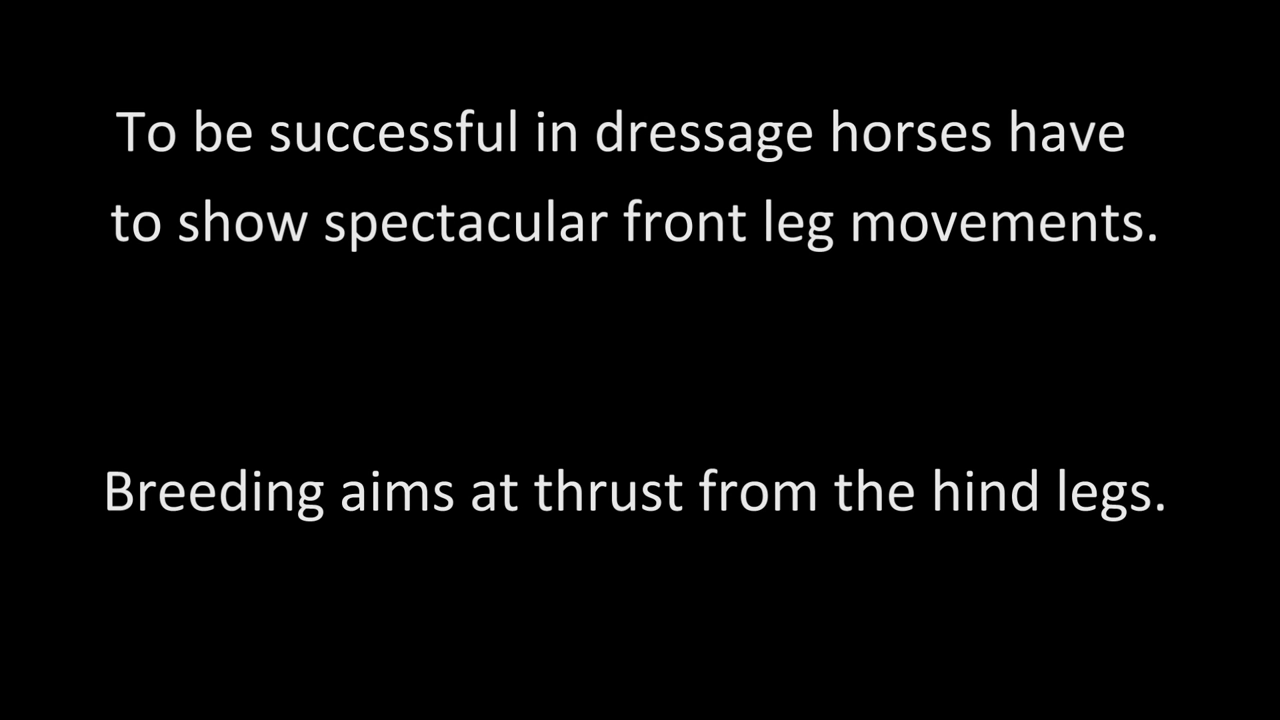 To be successful in dressage horses have
to show spectacular front leg movements.
Breeding aims at thrust from the hind legs.